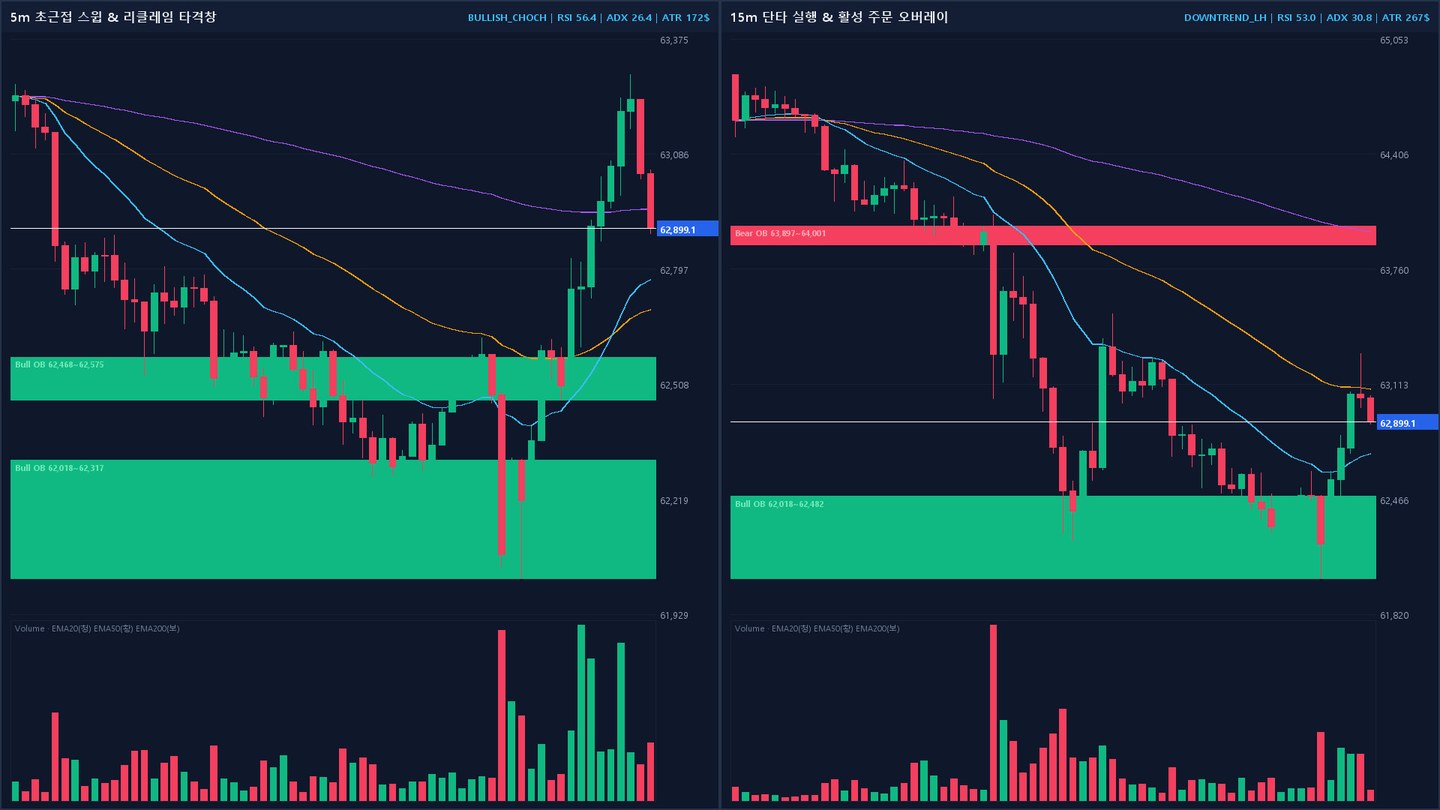 5m 초근접 스윕 & 리클레임 타격창
BULLISH_CHOCH | RSI 56.4 | ADX 26.4 | ATR 172$
63,375
63,086
62,899.1
62,797
Bull OB 62,468~62,575
62,508
Bull OB 62,018~62,317
62,219
61,929
Volume · EMA20(청) EMA50(황) EMA200(보)
15m 단타 실행 & 활성 주문 오버레이
DOWNTREND_LH | RSI 53.0 | ADX 30.8 | ATR 267$
65,053
64,406
Bear OB 63,897~64,001
63,760
63,113
62,899.1
62,466
Bull OB 62,018~62,482
61,820
Volume · EMA20(청) EMA50(황) EMA200(보)